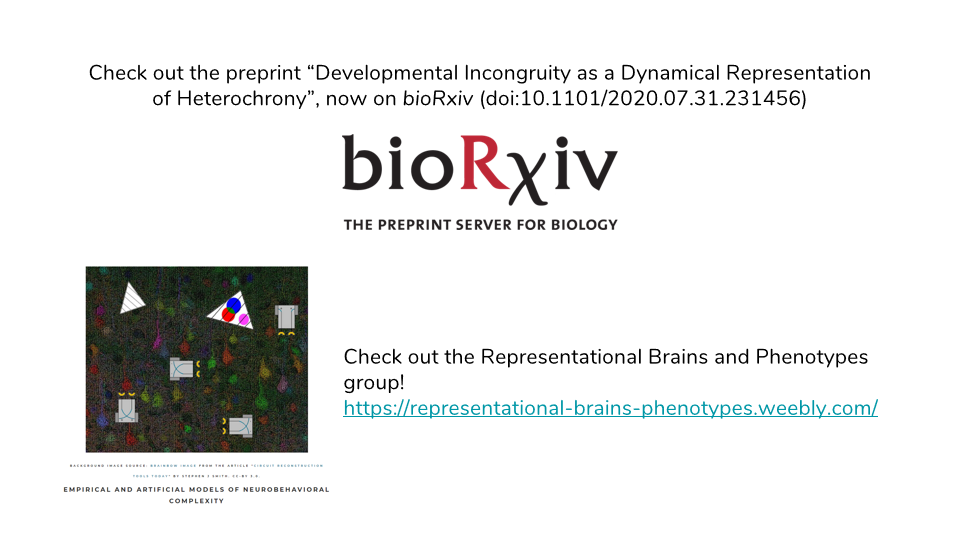 Check out the preprint “Developmental Incongruity as a Dynamical Representation
of Heterochrony”, now on bioRxiv (doi:10.1101/2020.07.31.231456)
bioRxiv
THE PREPRINT SERVER FOR BIOLOGY
Check out the Representational Brains and Phenotypes
group!
https://representational-brains-phenotypes.weebly.com/
BACKGROUND IMAGE SOURCE: BRAINBOW IMAGE FROM THE ARTICLE "CIRCUIT RECONSTRUCTION
TOOLS TODAY" BY STEPHEN J SMITH. CC-BY 2.0.
EMPIRICAL AND ARTIFICIAL MODELS OF NEUROBEHAVIORAL
COMPLEXITY